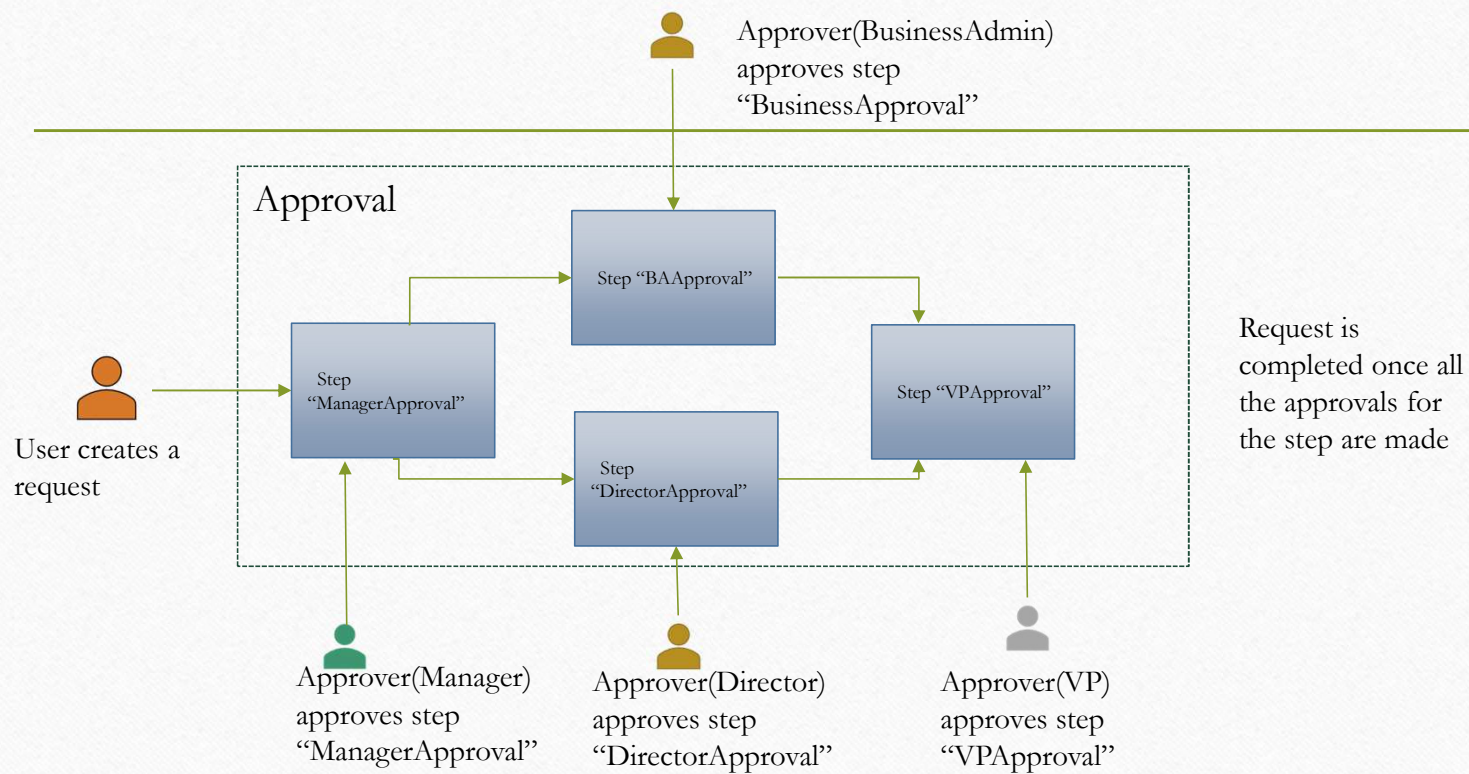 Approver(BusinessAdmin)
approves step
“BusinessApproval”
Approval
Step “BAApproval”
Step
“ManagerApproval”
Step “VPApproval”
Step
“DirectorApproval”
User creates a
request
Request is
completed once all
the approvals for
the step are made
Approver(Manager)
approves step
“ManagerApproval”
Approver(Director)
approves step
“DirectorApproval”
Approver(VP)
approves step
“VPApproval”